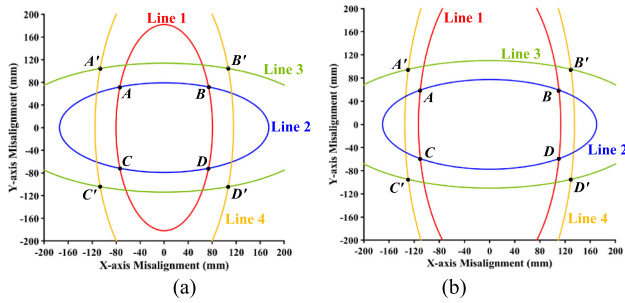 (a)
Line 1
Line 2
Line 3
Line 4
A′
B′
A
B
C
D
C′
D′
200
160
120
80
40
0
-40
-80
-120
-160
-200
-200 -160 -120 -80 -40 0 40 80 120 160 200
Y-axis Misalignment (mm)
X-axis Misalignment (mm)
(a)
(b)
Line 1
Line 3
Line 2
Line 4
A′
B′
A
B
C
D
C′
D′
200
160
120
80
40
0
-40
-80
-120
-160
-200
-200 -160 -120 -80 -40 0 40 80 120 160 200
Y-axis Misalignment (mm)
X-axis Misalignment (mm)
(b)